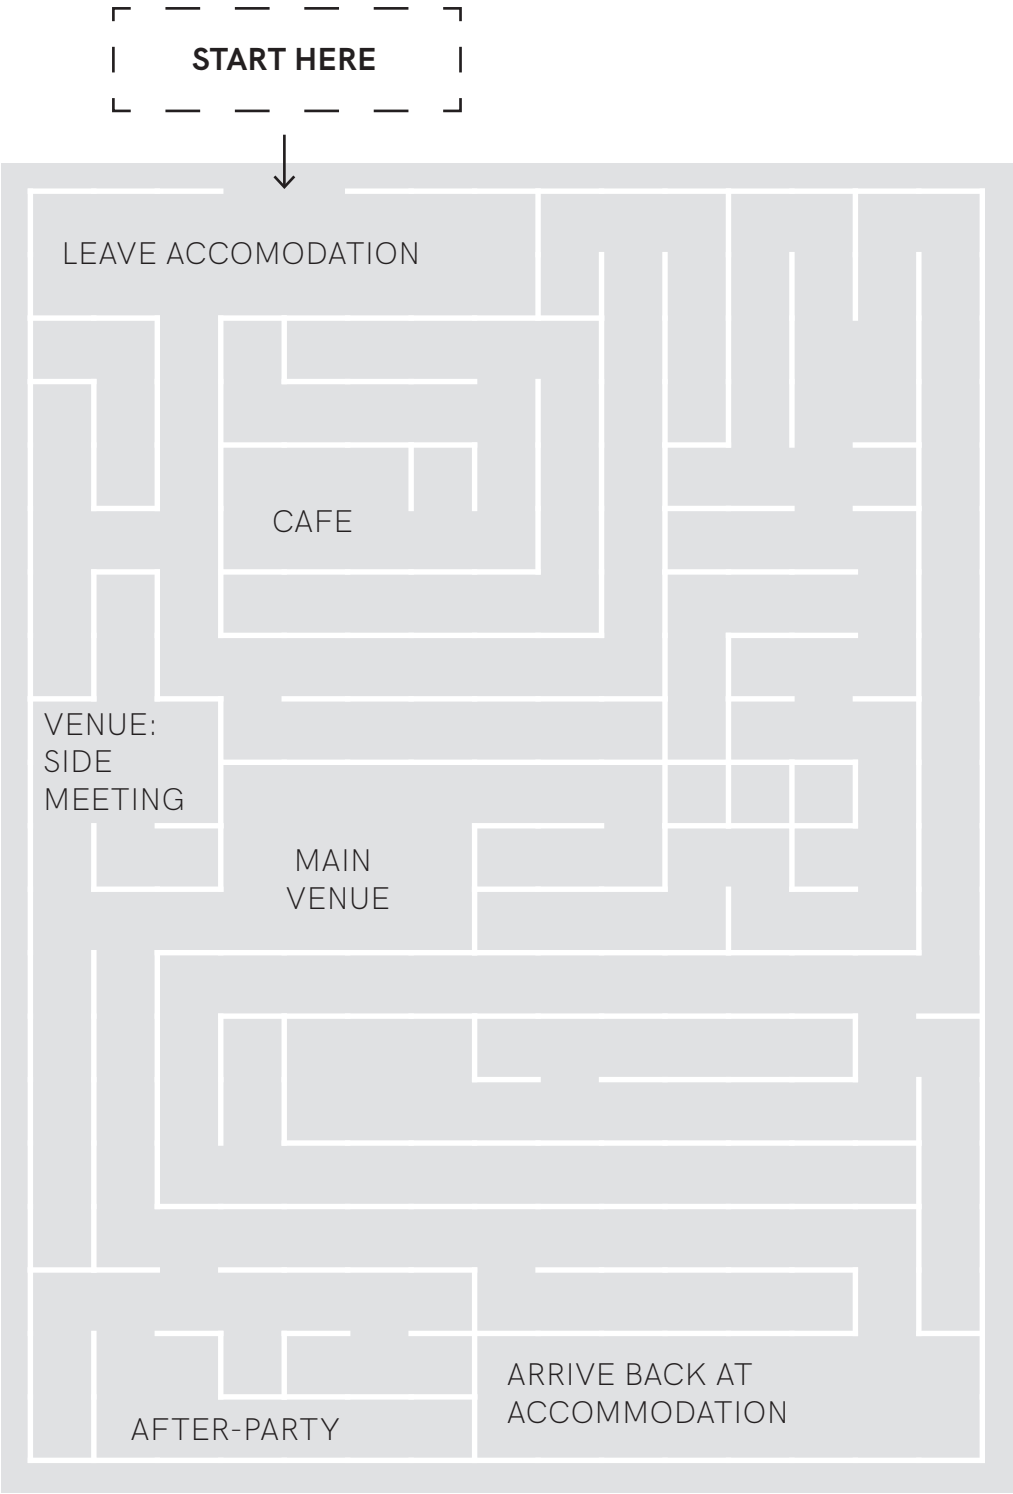 START HERE
LEAVE ACCOMODATION
CAFE
VENUE:
SIDE
MEETING
MAIN
VENUE
ARRIVE BACK AT
ACCOMMODATION
AFTER-PARTY